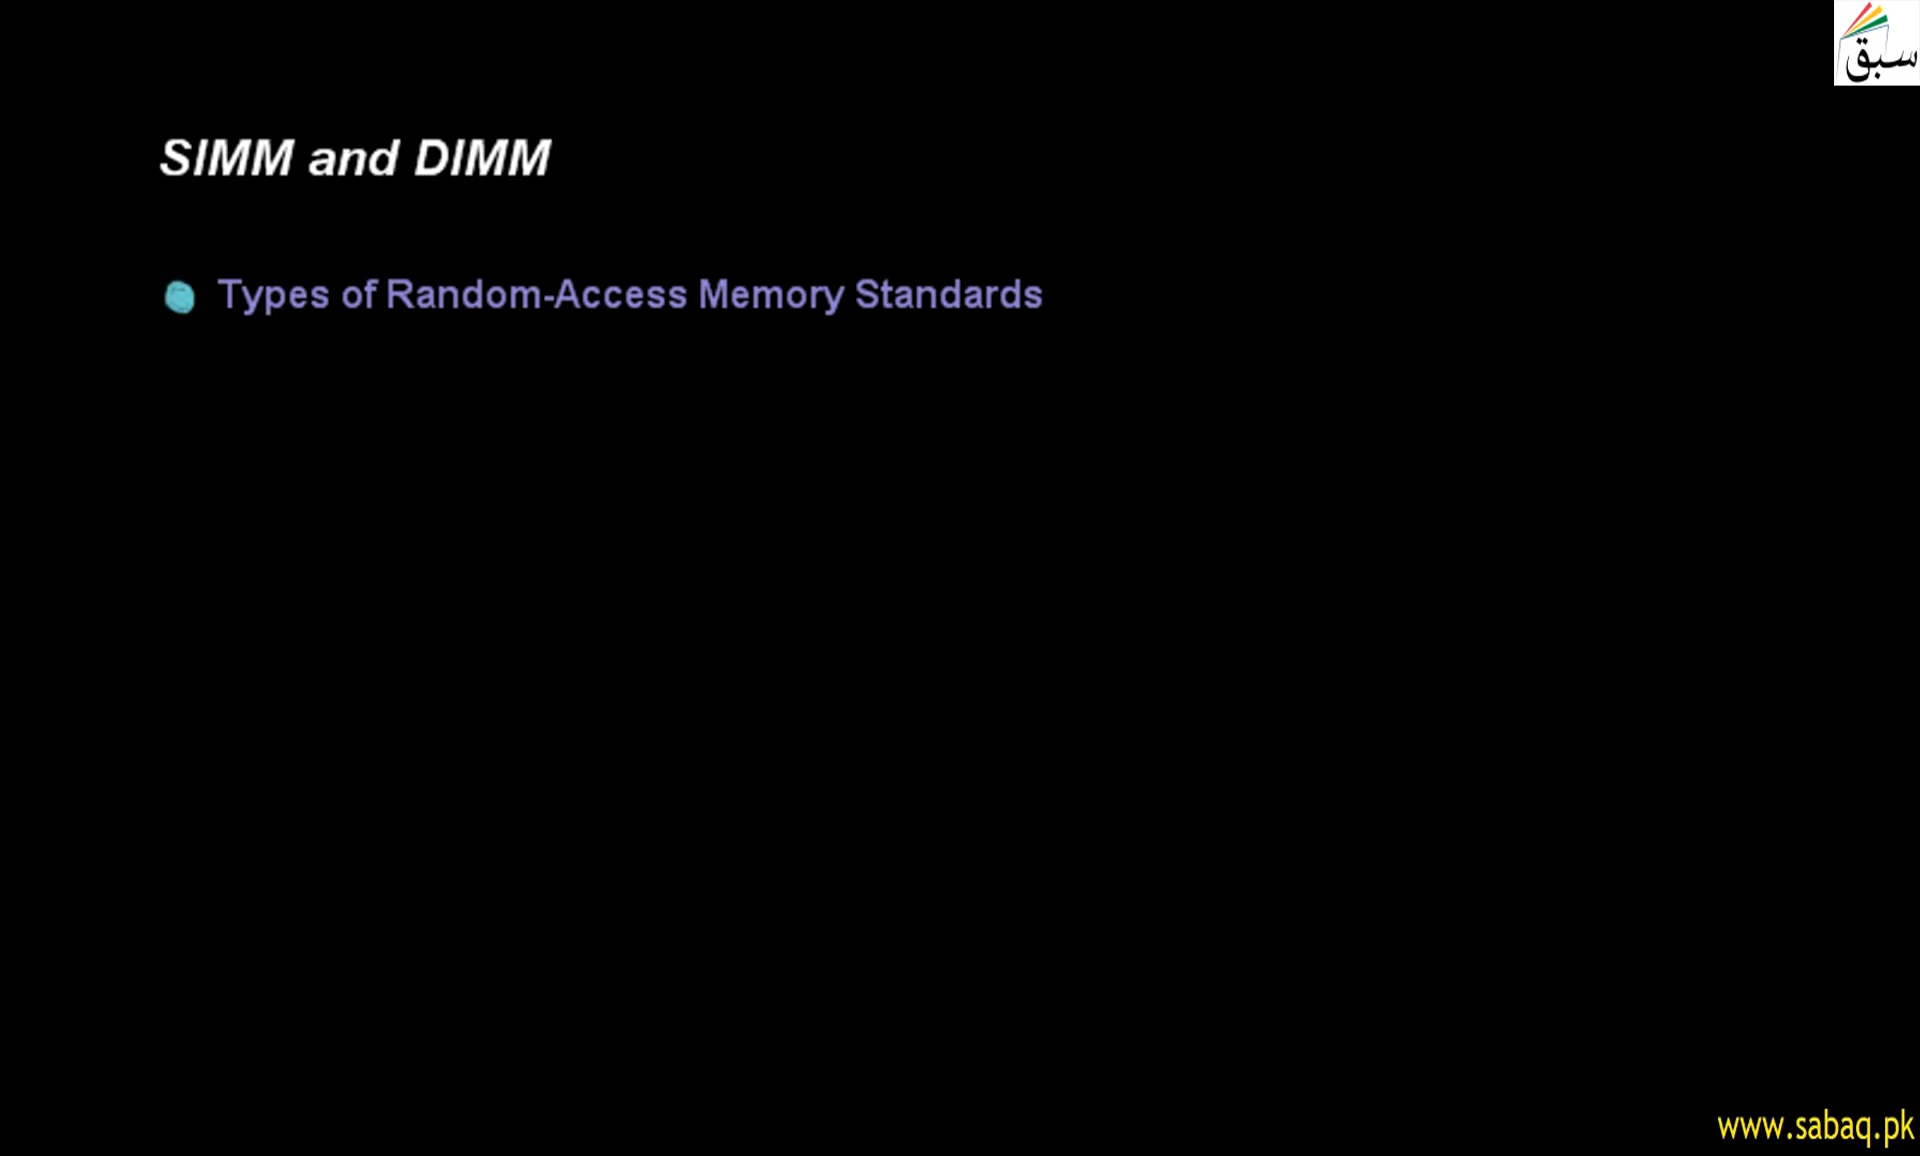 سبق
SIMM and DIMM
Types of Random-Access Memory Standards
www.sabaq.pk